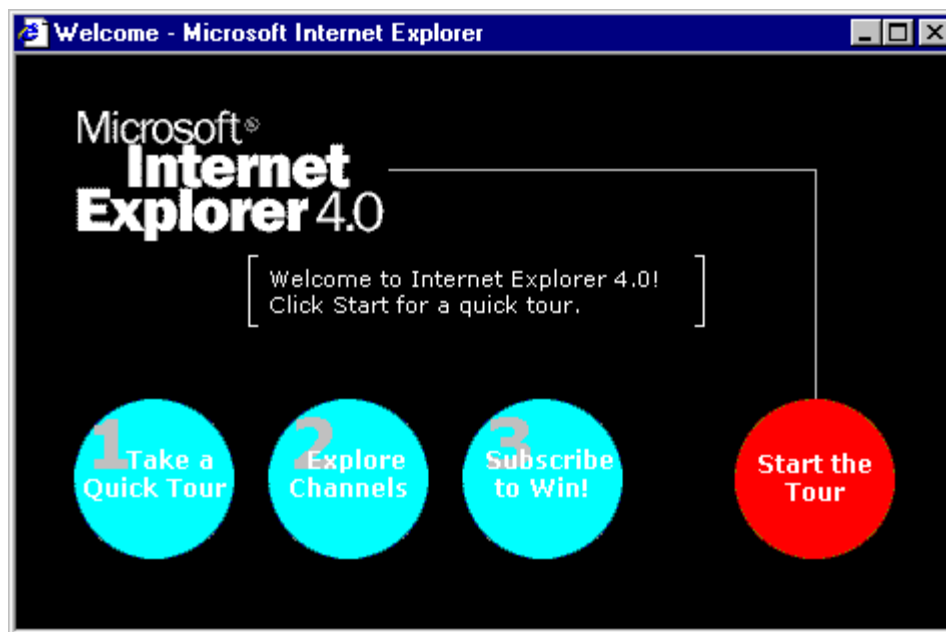 Welcome - Microsoft Internet Explorer
Microsoft®
Internet
Explorer 4.0
Welcome to Internet Explorer 4.0!
Click Start for a quick tour.
1
Take a
Quick Tour
2
Explore
Channels
3
Subscribe
to Win!
Start the
Tour